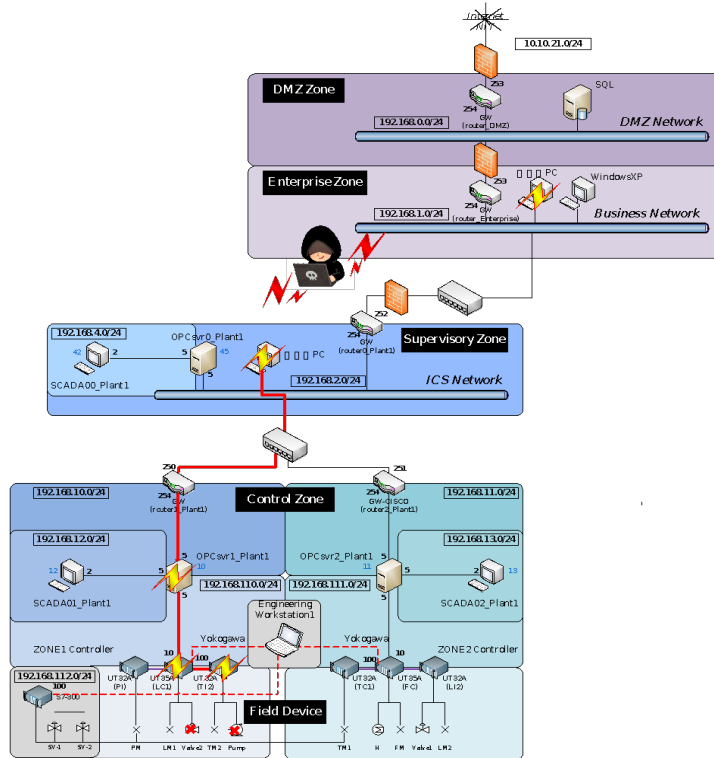 Internet
10.10.21.0/24
253
DMZ Zone
SQL
254
GW
(router_DMZ)
192.168.0.0/24
DMZ Network
253
Enterprise Zone
PC
WindowsXP
254
GW
(router_Enterprise)
192.168.1.0/24
Business Network
252
254
GW
(router0_Plant1)
Supervisory Zone
192.168.4.0/24
OPCsvr0_Plant1
42
2
5
45
PC
5
SCADA00_Plant1
192.168.2.0/24
ICS Network
250
251
254
GW
(router1_Plant1)
254
GW-CISCO
(router2_Plant1)
192.168.10.0/24
Control Zone
192.168.11.0/24
192.168.12.0/24
192.168.13.0/24
5
OPCsvr1_Plant1
OPCsvr2_Plant1
5
12
2
5
10
11
5
2
13
5
192.168.110.0/24
192.168.111.0/24
5
SCADA01_Plant1
SCADA02_Plant1
Engineering
Workstation1
ZONE1 Controller
Yokogawa
Yokogawa
ZONE2 Controller
10
100
100
10
192.168.112.0/24
100
S7-300
UT32A
(PI)
UT35A
(LC1)
UT32A
(TI2)
UT32A
(TC1)
UT35A
(FC)
UT32A
(LI2)
Field Device
SV-1
SV-2
PM
LM1
Valve2
TM2
Pump
TM1
H
FM
Valve1
LM2